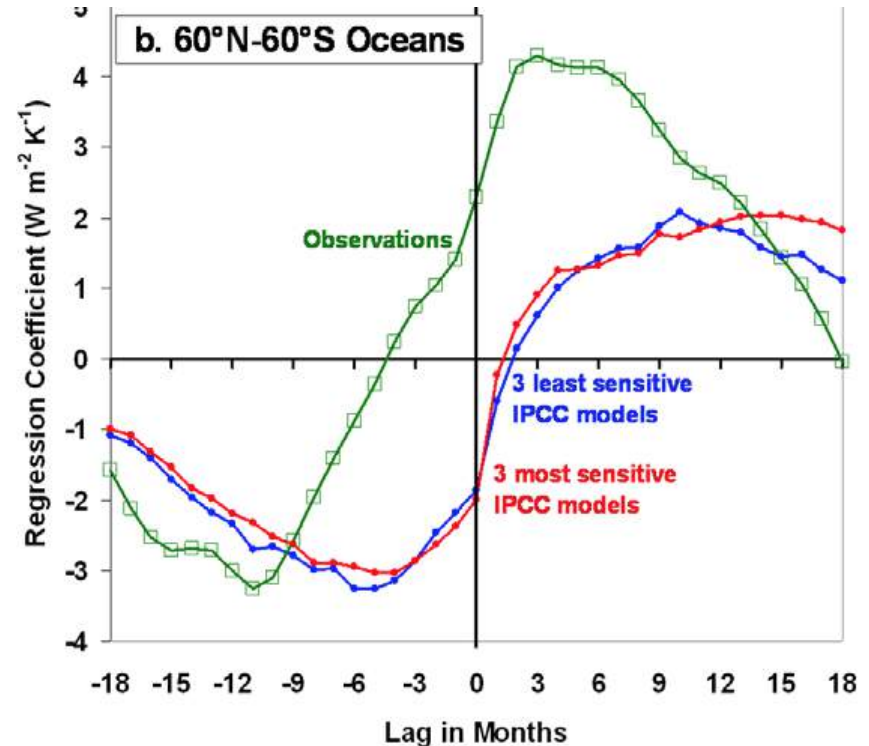 b. 60°N-60°S Oceans
Regression Coefficient (W m⁻² K⁻¹)
5
4
3
2
1
0
-1
-2
-3
-4
Observations
3 least sensitive
IPCC models
3 most sensitive
IPCC models
-18 -15 -12 -9 -6 -3 0 3 6 9 12 15 18
Lag in Months